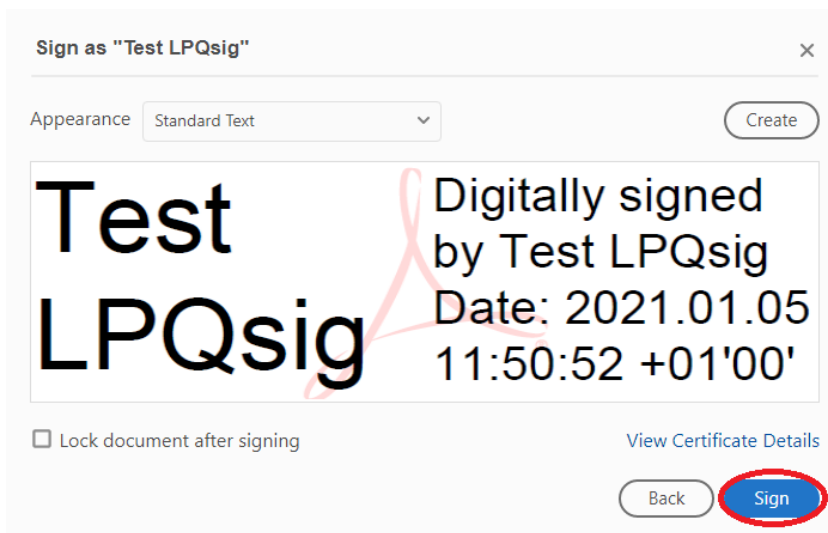 Sign as "Test LPQsig"
Appearance Standard Text Create
Test
LPQsig
Digitally signed
by Test LPQsig
Date: 2021.01.05
11:50:52 +01'00'
Lock document after signing View Certificate Details
Back Sign